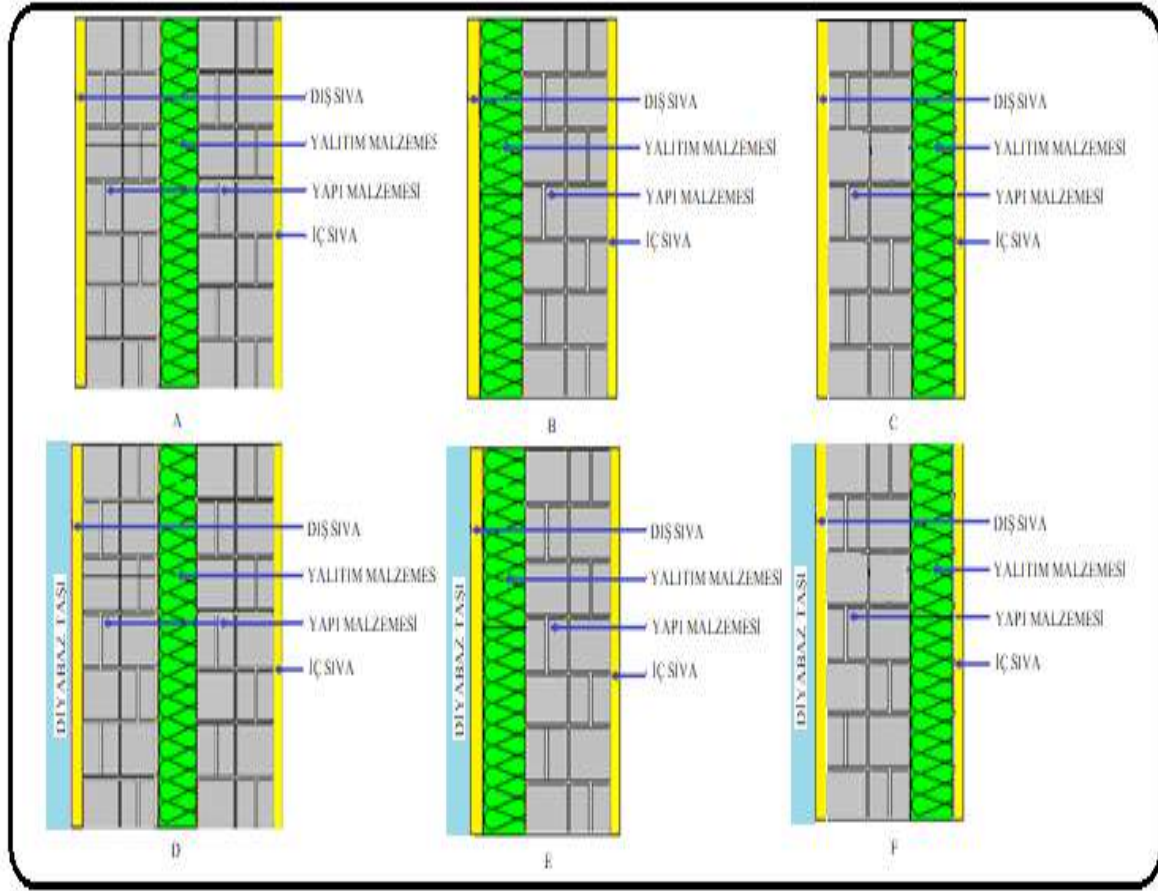 DIŞ SIVA
YALITIM MALZEMES
YAPI MALZEMESİ
İÇ SIVA
A
DIŞ SIVA
YALITIM MALZEMESİ
YAPI MALZEMESİ
İÇ SIVA
B
DIŞ SIVA
YALITIM MALZEMESİ
YAPI MALZEMESİ
İÇ SIVA
C
DİYABAZ TAŞI
DIŞ SIVA
YALITIM MALZEMES
YAPI MALZEMESİ
İÇ SIVA
D
DİYABAZ TAŞI
DIŞ SIVA
YALITIM MALZEMESİ
YAPI MALZEMESİ
İÇ SIVA
E
DİYABAZ TAŞI
DIŞ SIVA
YALITIM MALZEMESİ
YAPI MALZEMESİ
İÇ SIVA
F